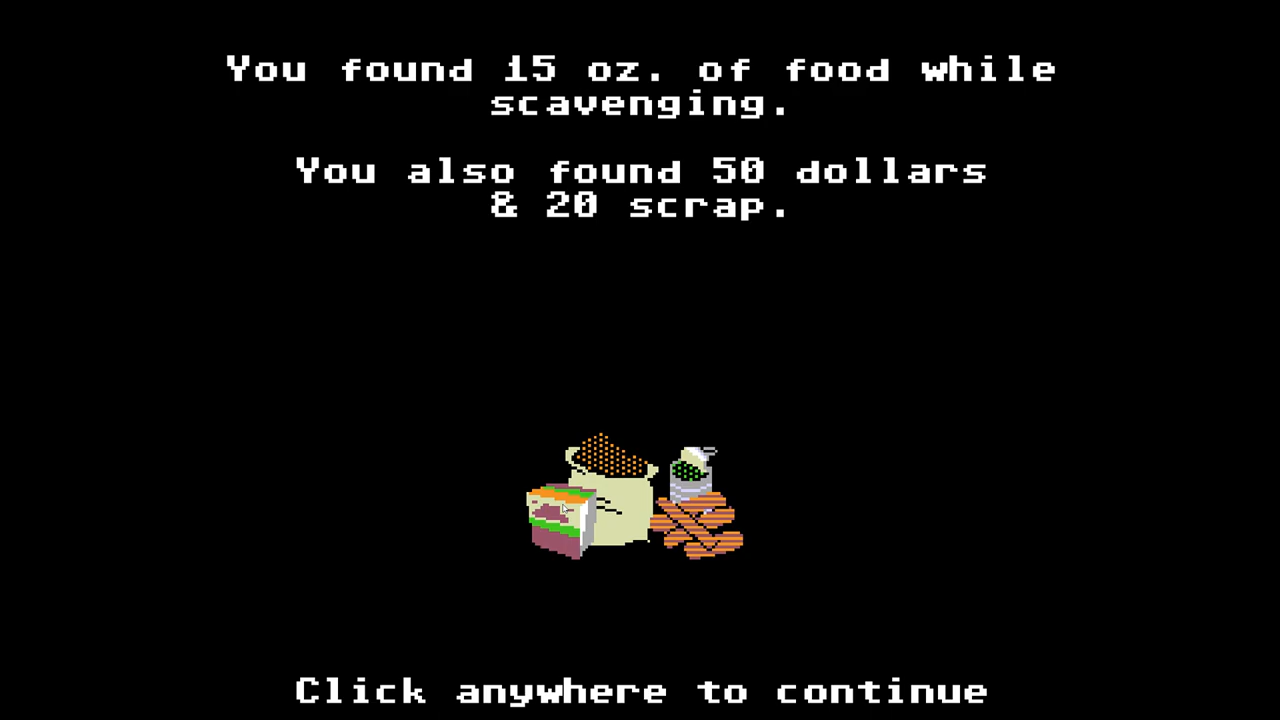 You found 15 oz. of food while
scavenging.
You also found 50 dollars
& 20 scrap.
Click anywhere to continue